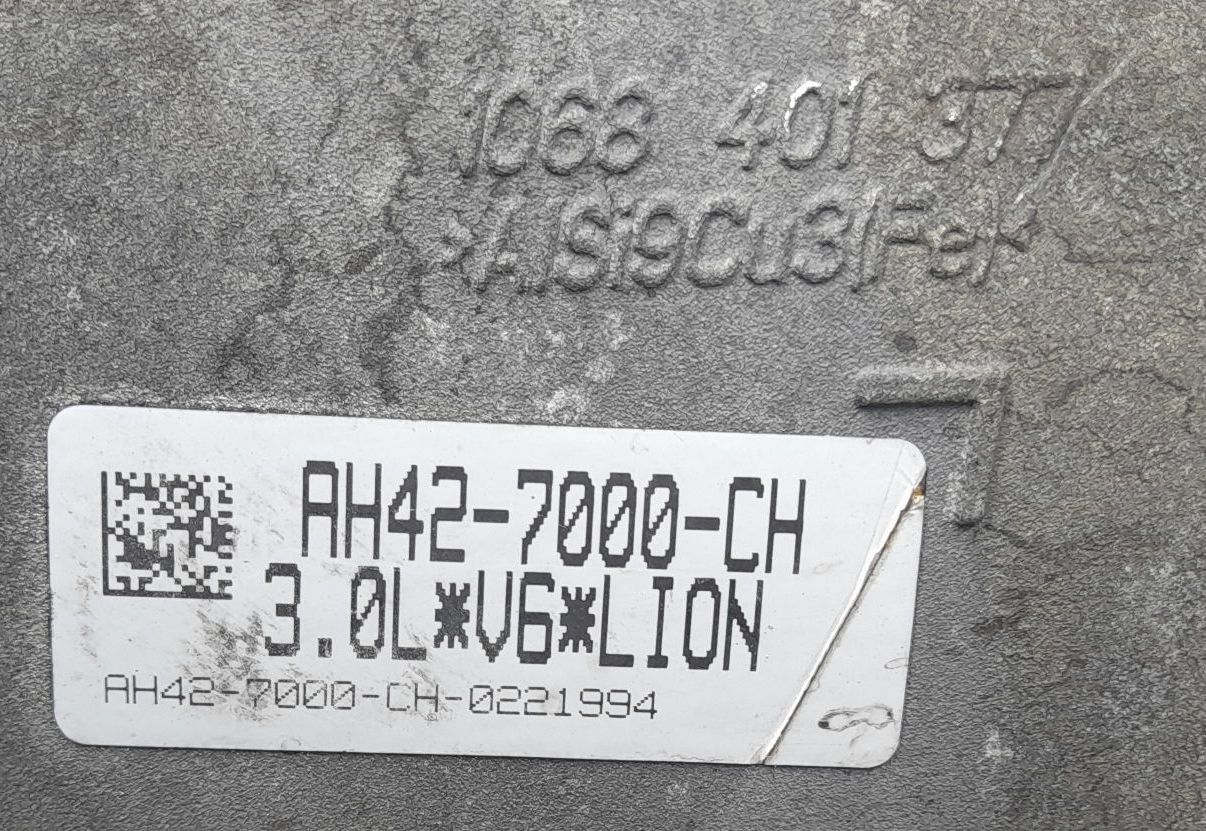 1068 401 377
>AlSi9Cu3(Fe)<
AH42-7000-CH
3.0L*V6*LION
AH42-7000-CH-0221994